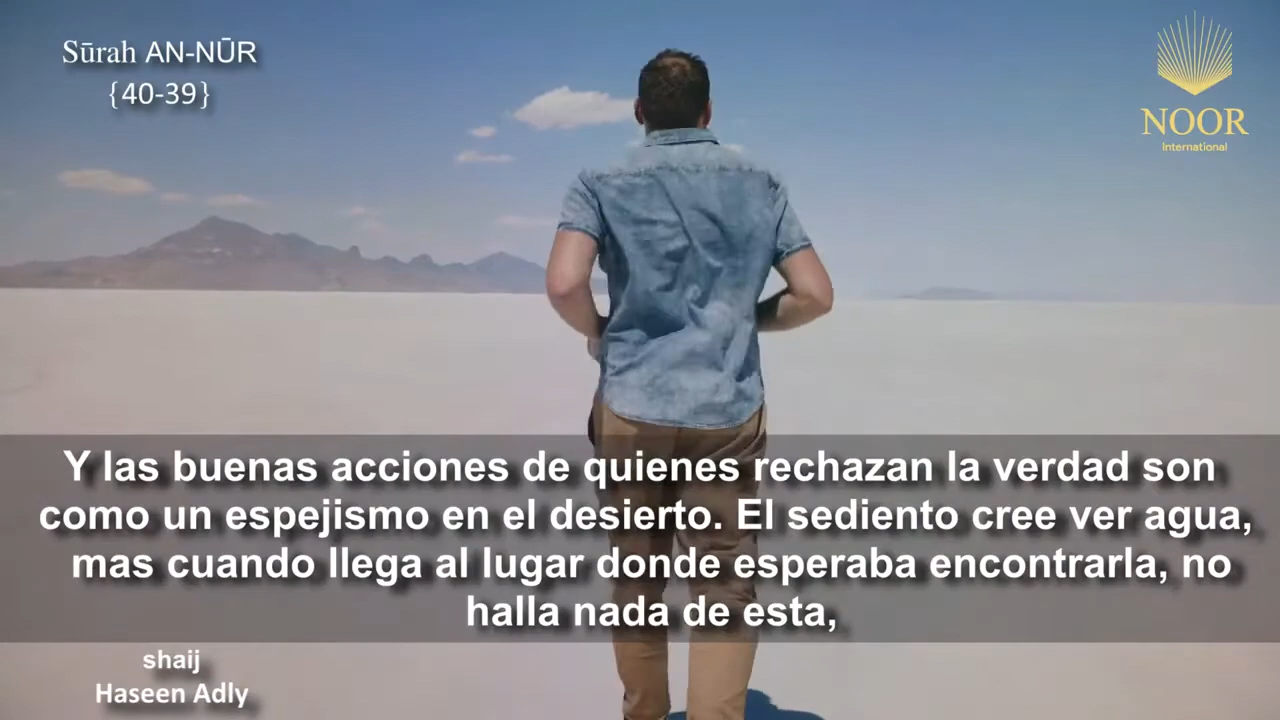 Sūrah AN-NŪR
{40-39}
NOOR
International
Y las buenas acciones de quienes rechazan la verdad son
como un espejismo en el desierto. El sediento cree ver agua,
mas cuando llega al lugar donde esperaba encontrarla, no
halla nada de esta,
shaij
Haseen Adly